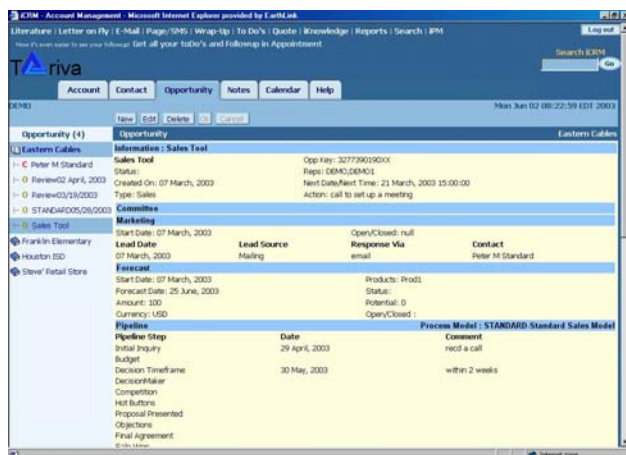 iCRM - Account Management - Microsoft Internet Explorer provided by EarthLink
Literature | Letter on Fly | E-Mail | Page/SMS | Wrap-Up | To Do's | Quote | iKnowledge | Reports | Search | iPM
Log out
Get all your toDo's and Followup in Appointment
Search iCRM
Go
Tariva
Account Contact Opportunity Notes Calendar Help
DEMO
Mon Jun 02 08:22:59 EDT 2003
New Edit Delete Ok Cancel
Opportunity (4)
Opportunity Eastern Cables
Eastern Cables
C Peter M Standard
O Review02 April, 2003
O Review03/19/2003
O STANDARD05/28/2003
O Sales Tool
Franklin Elementary
Houston ISD
Steve' Retail Store
Information : Sales Tool
Sales Tool Opp Key: 3277390190XX
Status: Reps: DEMO,DEMO1
Created On: 07 March, 2003 Next Date/Next Time: 21 March, 2003 15:00:00
Type: Sales Action: call to set up a meeting
Committee
Marketing
Start Date: 07 March, 2003 Open/Closed: null
Lead Date Lead Source Response Via Contact
07 March, 2003 Mailing email Peter M Standard
Forecast
Start Date: 07 March, 2003 Products: Prod1
Forecast Date: 25 June, 2003 Status:
Amount: 100 Potential: 0
Currency: USD Open/Closed :
Pipeline Process Model : STANDARD-Standard Sales Model
Pipeline Step Date Comment
Initial Inquiry 29 April, 2003 recd a call
Budget
Decision Timeframe 30 May, 2003 within 2 weeks
DecisionMaker
Competition
Hot Buttons
Proposal Presented
Objections
Final Agreement
Internet zone